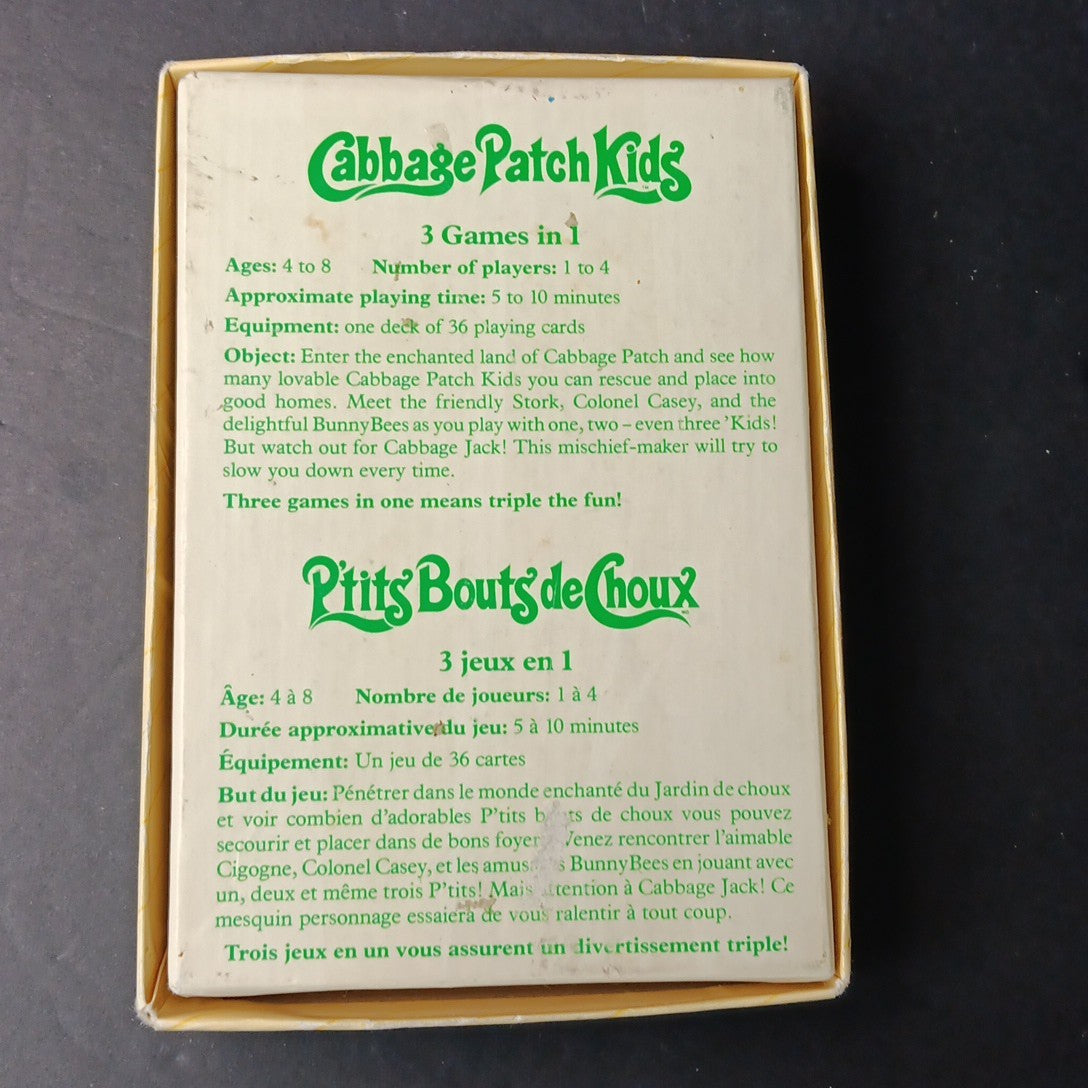 Cabbage Patch Kids ™
3 Games in 1
Ages: 4 to 8 Number of players: 1 to 4
Approximate playing time: 5 to 10 minutes
Equipment: one deck of 36 playing cards
Object: Enter the enchanted land of Cabbage Patch and see how
many lovable Cabbage Patch Kids you can rescue and place into
good homes. Meet the friendly Stork, Colonel Casey, and the
delightful BunnyBees as you play with one, two – even three 'Kids!
But watch out for Cabbage Jack! This mischief-maker will try to
slow you down every time.
Three games in one means triple the fun!
P'tits Bouts de Choux
3 jeux en 1
Âge: 4 à 8 Nombre de joueurs: 1 à 4
Durée approximative du jeu: 5 à 10 minutes
Équipement: Un jeu de 36 cartes
But du jeu: Pénétrer dans le monde enchanté du Jardin de choux
et voir combien d'adorables P'tits de choux vous pouvez
secourir et placer dans de bons Venez rencontrer l'aimable
Cigogne, Colonel Casey, et les BunnyBees en jouant avec
un, deux et même trois P'tits! Mais à Cabbage Jack! Ce
mesquin personnage essaiera de vous ralentir à tout coup.
Trois jeux en un vous assurent un divertissement triple!